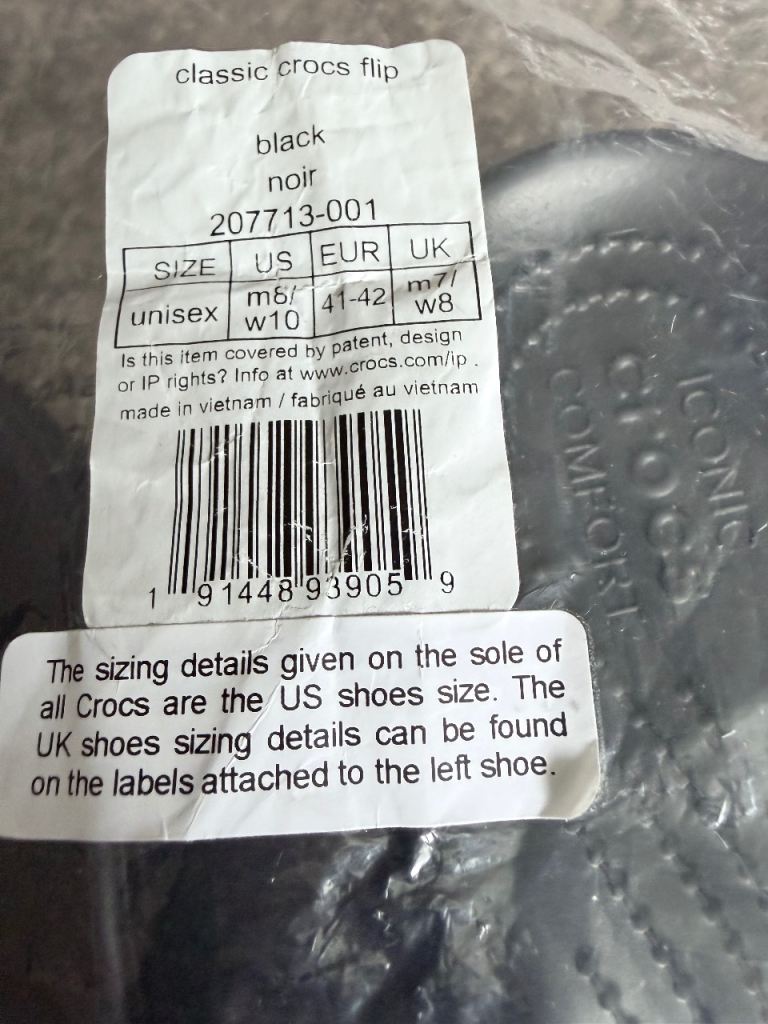 classic crocs flip
black
noir
207713-001
SIZE US EUR UK
unisex m8/ w10 41-42 m7/ w8
Is this item covered by patent, design
or IP rights? Info at www.crocs.com/ip .
made in vietnam / fabriqué au vietnam
1 91448 93905 9
The sizing details given on the sole of
all Crocs are the US shoes size. The
UK shoes sizing details can be found
on the labels attached to the left shoe.
ICONIC
crocs
COMFORT